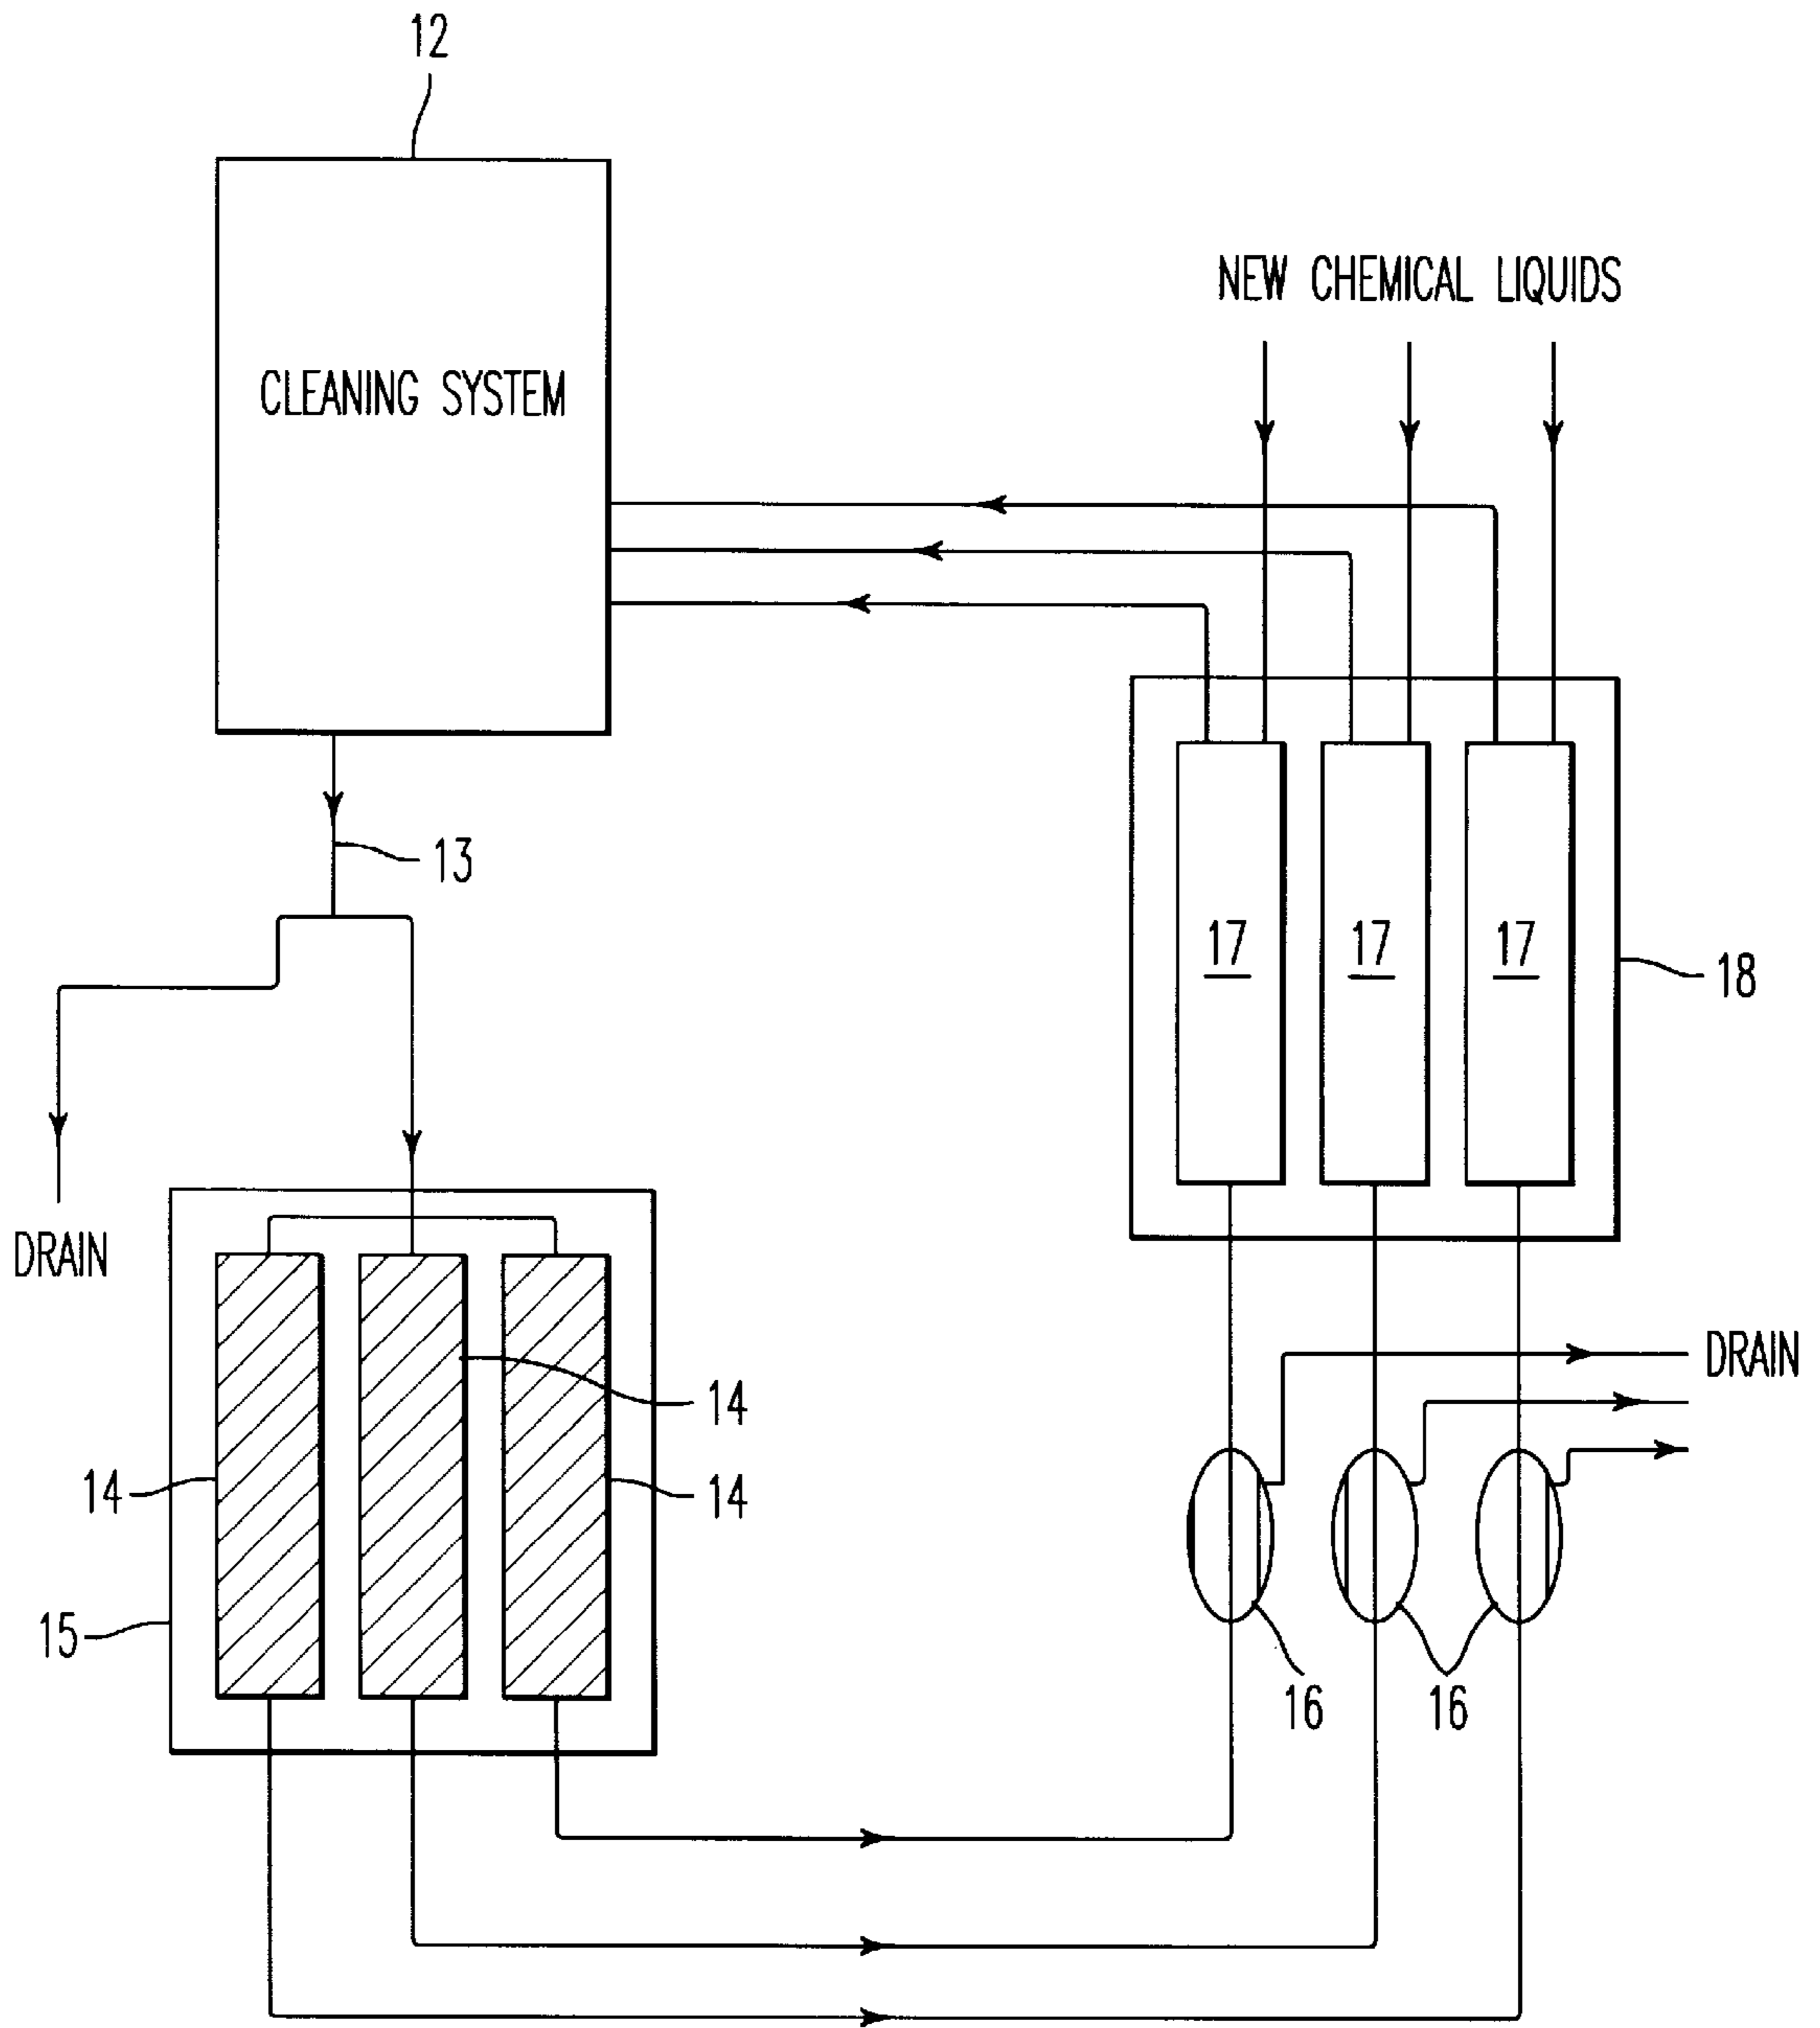 12
NEW CHEMICAL LIQUIDS
CLEANING SYSTEM
13
17 17 17
18
DRAIN
DRAIN
14
14 14
15
16 16